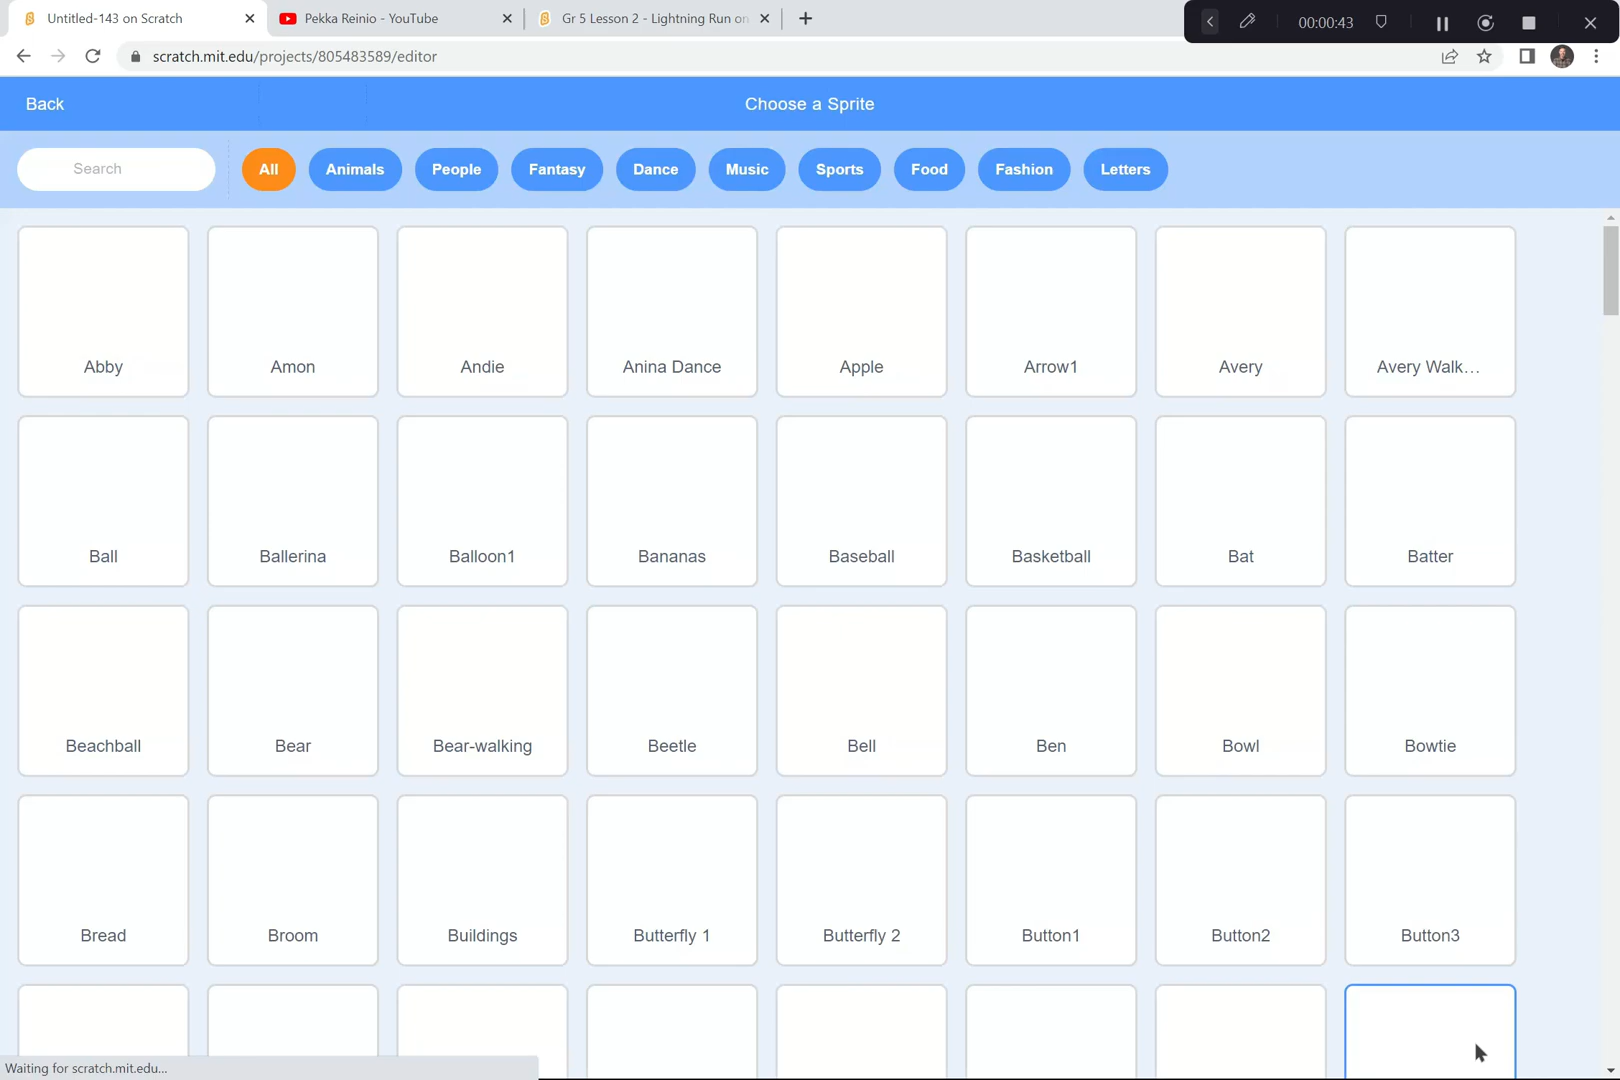 Untitled-143 on Scratch
Pekka Reinio - YouTube
Gr 5 Lesson 2 - Lightning Run on
00:00:43
scratch.mit.edu/projects/805483589/editor
Back
Choose a Sprite
Search
All
Animals
People
Fantasy
Dance
Music
Sports
Food
Fashion
Letters
Abby
Amon
Andie
Anina Dance
Apple
Arrow1
Avery
Avery Walk...
Ball
Ballerina
Balloon1
Bananas
Baseball
Basketball
Bat
Batter
Beachball
Bear
Bear-walking
Beetle
Bell
Ben
Bowl
Bowtie
Bread
Broom
Buildings
Butterfly 1
Butterfly 2
Button1
Button2
Button3
Waiting for scratch.mit.edu...